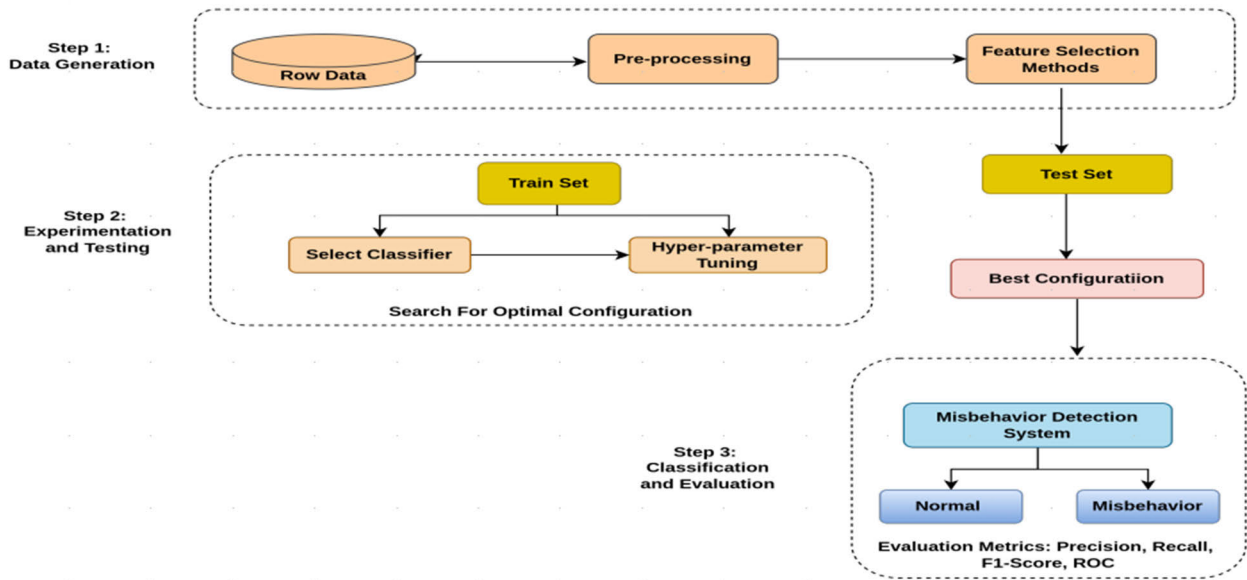 Step 1:
Data Generation
Row Data
Pre-processing
Feature Selection
Methods
Step 2:
Experimentation
and Testing
Train Set
Select Classifier
Hyper-parameter
Tuning
Search For Optimal Configuration
Test Set
Best Configuratiion
Step 3:
Classification
and Evaluation
Misbehavior Detection
System
Normal
Misbehavior
Evaluation Metrics: Precision, Recall,
F1-Score, ROC